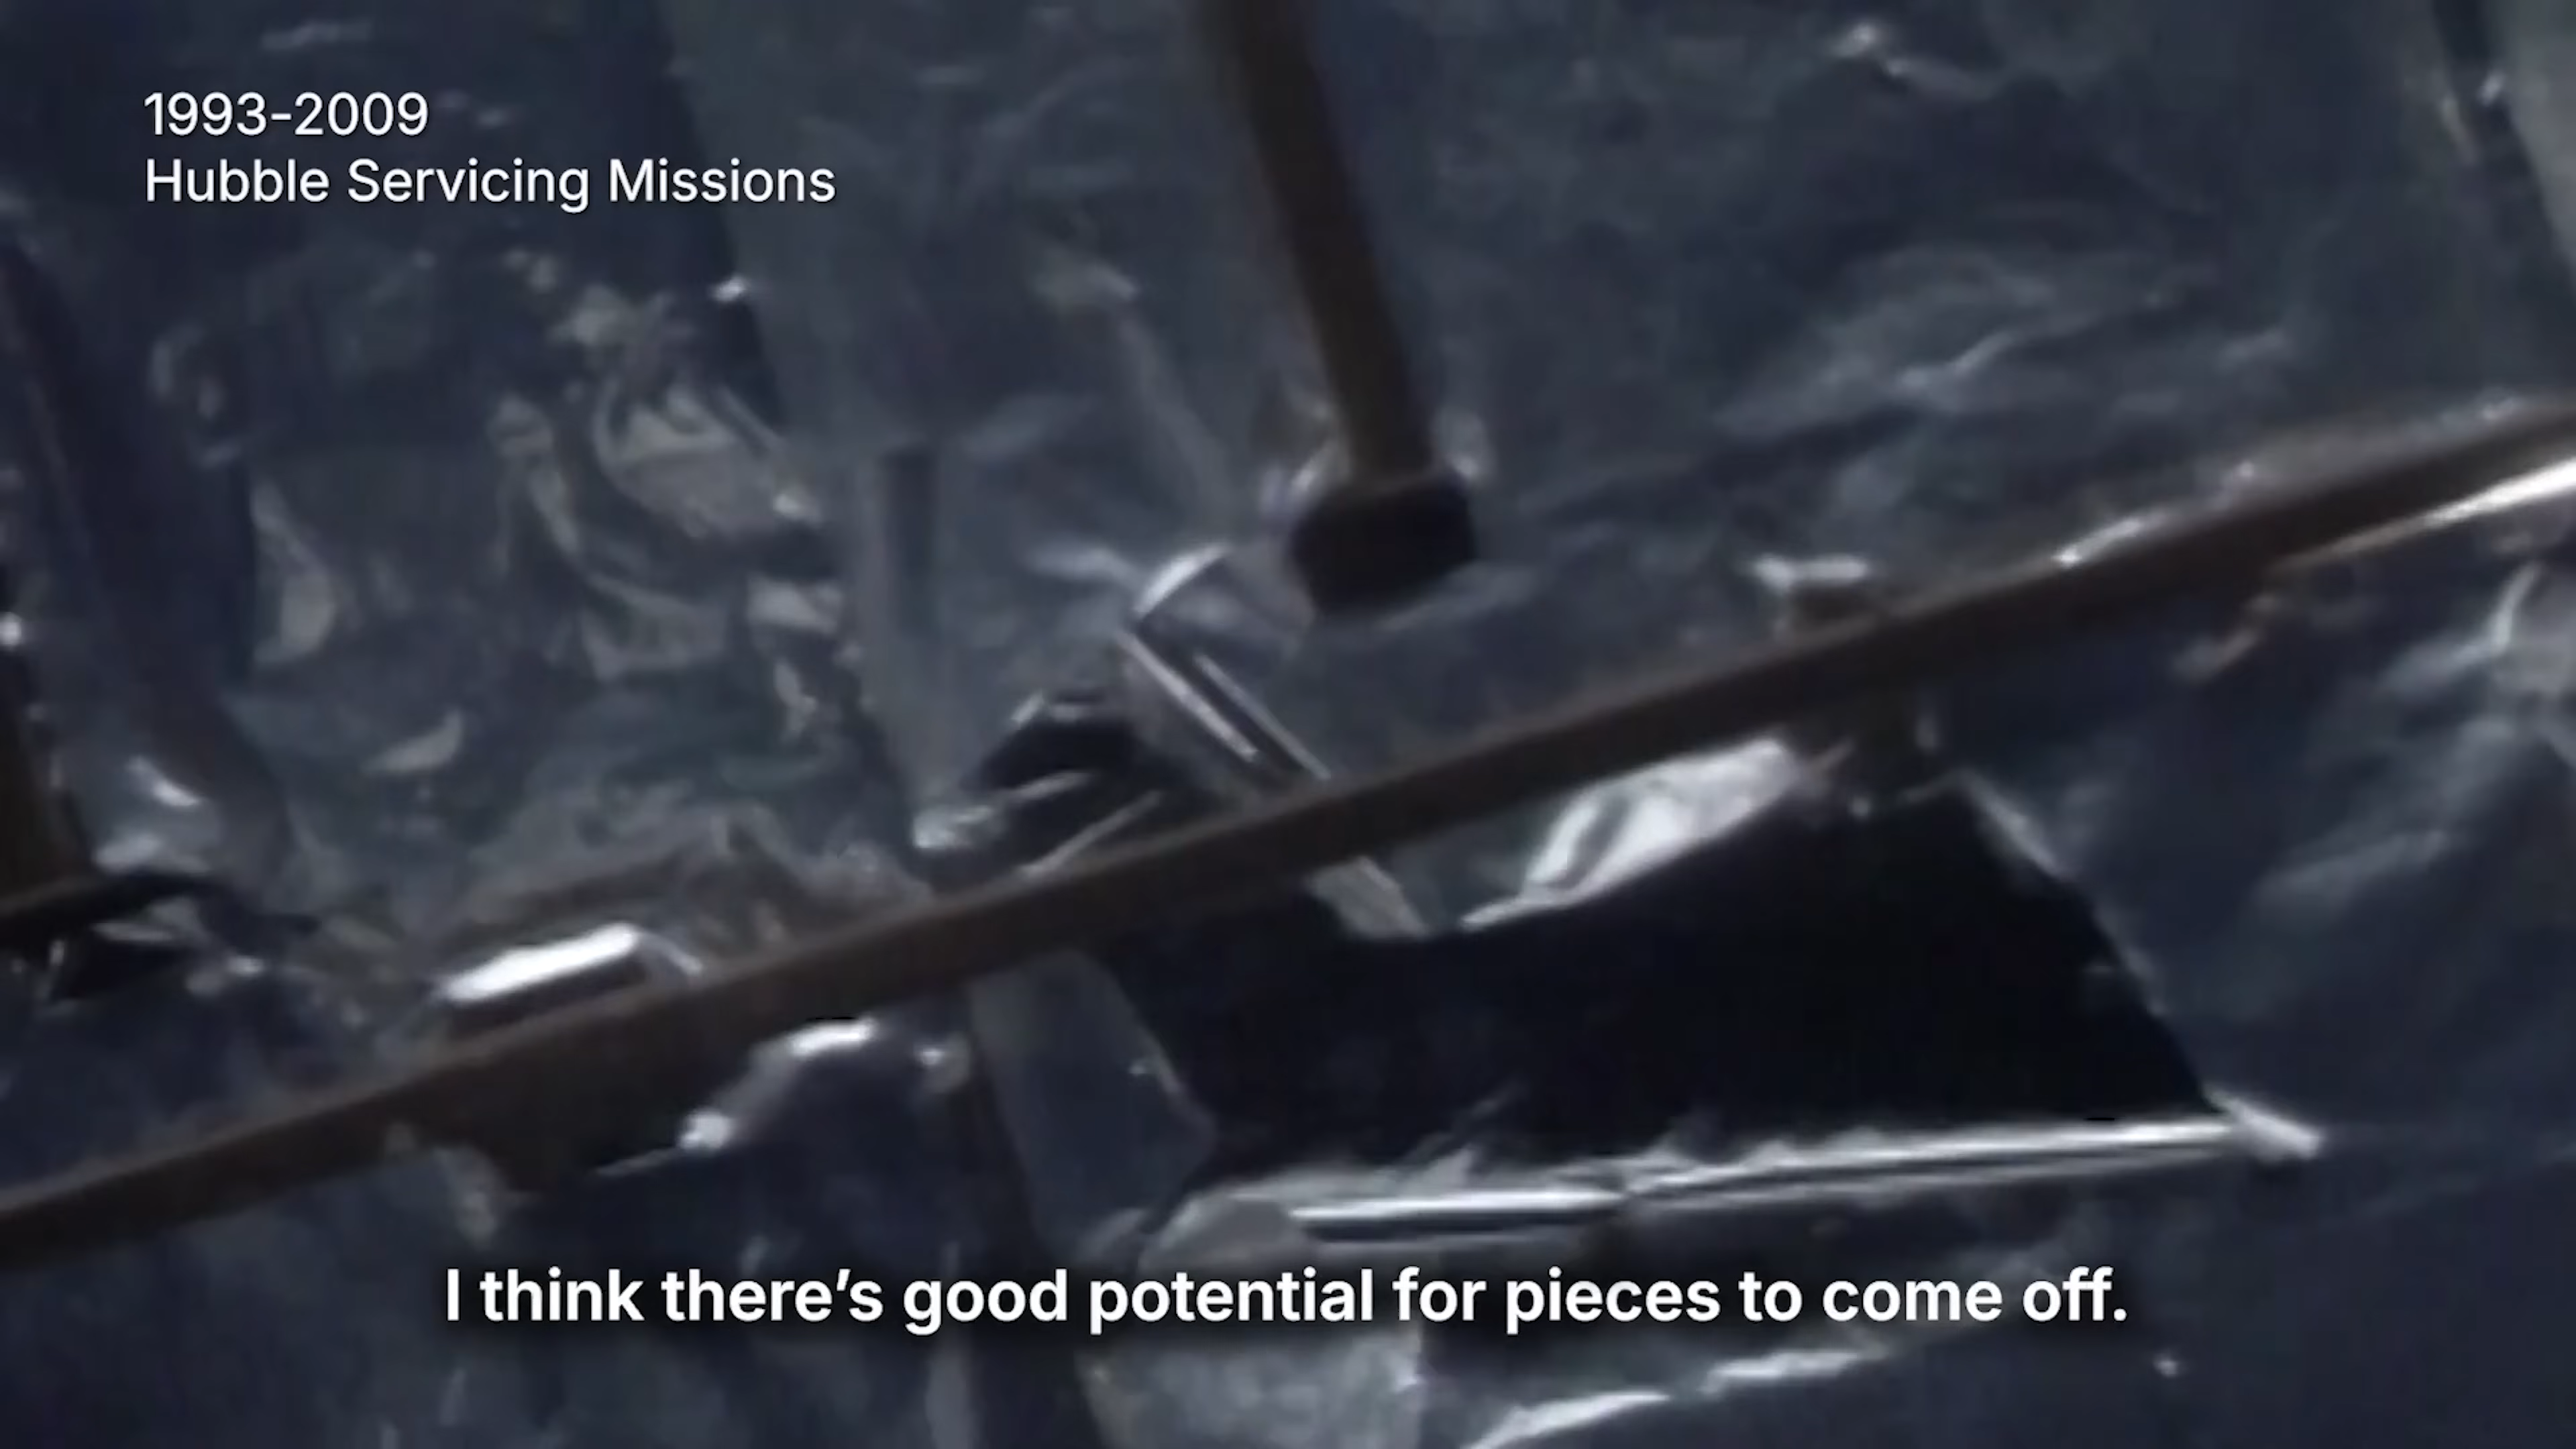 1993-2009
Hubble Servicing Missions
I think there’s good potential for pieces to come off.